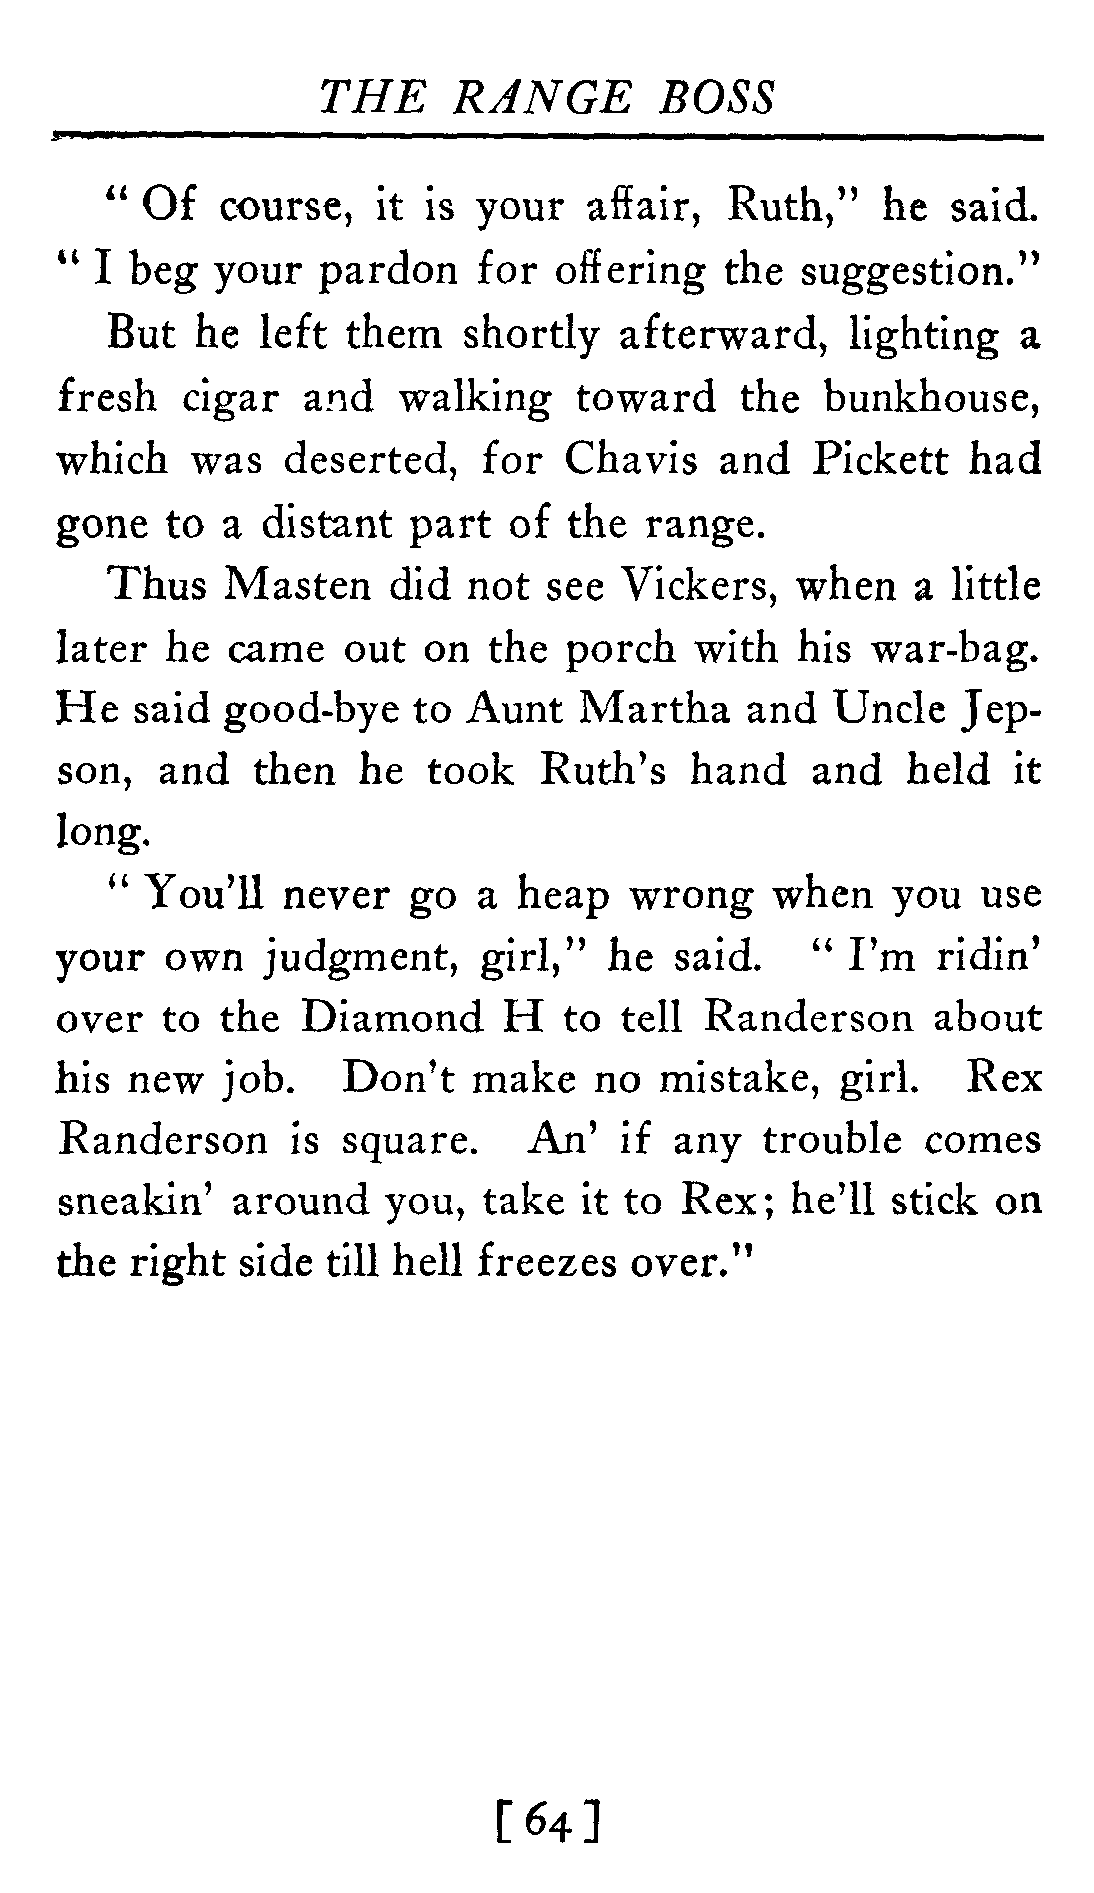 THE RANGE BOSS
“ Of course, it is your affair, Ruth,” he said.
“ I beg your pardon for offering the suggestion.”
But he left them shortly afterward, lighting a
fresh cigar and walking toward the bunkhouse,
which was deserted, for Chavis and Pickett had
gone to a distant part of the range.
Thus Masten did not see Vickers, when a little
later he came out on the porch with his war-bag.
He said good-bye to Aunt Martha and Uncle Jep-
son, and then he took Ruth’s hand and held it
long.
“ You’ll never go a heap wrong when you use
your own judgment, girl,” he said. “ I’m ridin’
over to the Diamond H to tell Randerson about
his new job. Don’t make no mistake, girl. Rex
Randerson is square. An’ if any trouble comes
sneakin’ around you, take it to Rex; he’ll stick on
the right side till hell freezes over.”
[ 64 ]